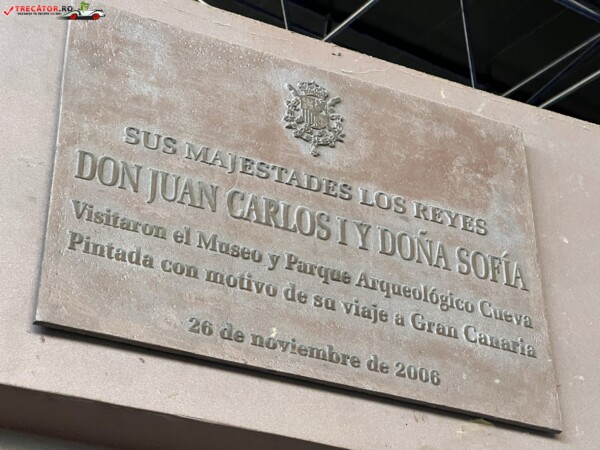 TRECĂTOR.RO
SUS MAJESTADES LOS REYES
DON JUAN CARLOS I Y DOÑA SOFÍA
Visitaron el Museo y Parque Arqueológico Cueva
Pintada con motivo de su viaje a Gran Canaria
26 de noviembre de 2006